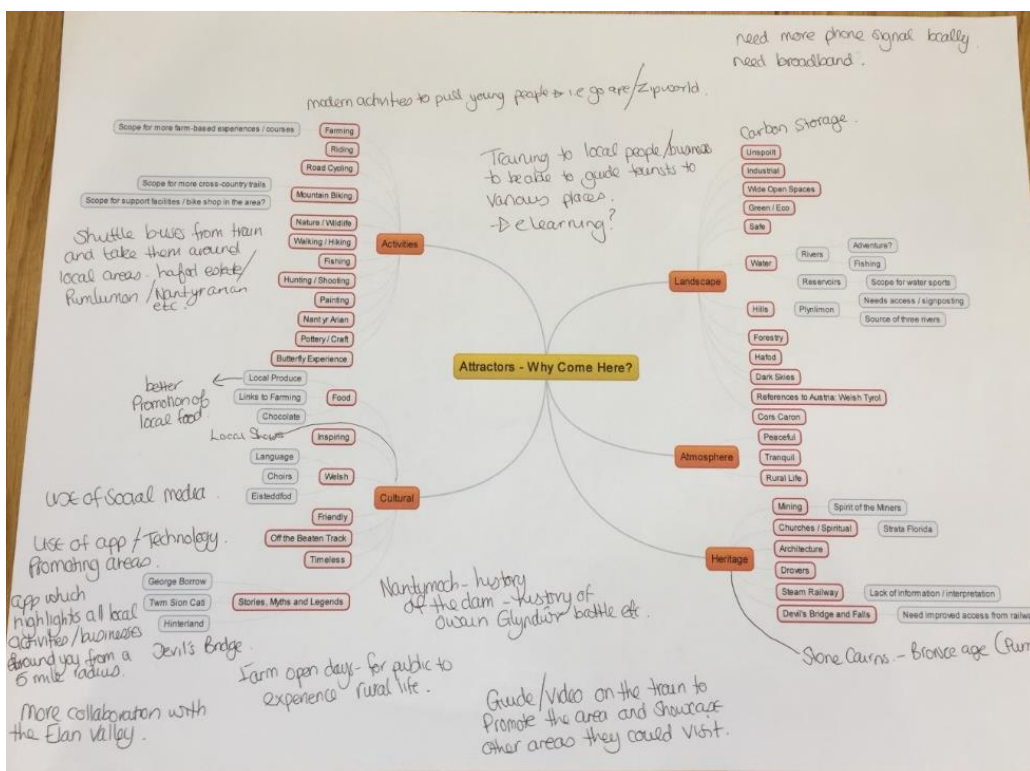 need more phone signal locally.
need broadband.
modern activities to pull young people i.e go ape/zipworld.
Carbon Storage.
Training to local people/business
to be able to guide tourists to
various places.
elearning?
Scope for more farm-based experiences / courses
Farming
Riding
Road Cycling
Scope for more cross-country trails
Scope for support facilities / bike shop in the area?
Mountain Biking
Nature / Wildlife
Walking / Hiking
Fishing
Hunting / Shooting
Painting
Nant yr Arian
Pottery / Craft
Butterfly Experience
Activities
Shuttle buses from train
and take them around
local areas. hafod estate/
Pumlumon /Nantyrarian
etc.
Attractors - Why Come Here?
Landscape
Unspoilt
Industrial
Wide Open Spaces
Green / Eco
Safe
Water
Rivers
Adventure?
Fishing
Reservoirs
Scope for water sports
Hills
Plynlimon
Needs access / signposting
Source of three rivers
Forestry
Hafod
Dark Skies
References to Austria: Welsh Tyrol
Cors Caron
Atmosphere
Peaceful
Tranquil
Rural Life
better
Promotion of
local food.
Local Produce
Links to Farming
Chocolate
Food
Local Shows
Inspiring
Language
Choirs
Eisteddfod
Welsh
Cultural
Friendly
Off the Beaten Track
Timeless
George Borrow
Twm Sion Cati
Hinterland
Stories, Myths and Legends
Devil's Bridge.
use of social media.
Use of app / Technology.
Promoting areas.
app which
highlights all local
activities/businesses
around you from a
5 mile radius.
More collaboration with
the Elan Valley.
Farm open days- for public to
experience rural life.
Nantymoch - history
of the dam - history of
Owain Glyndŵr battle etc
Guide/video on the train to
Promote the area and showcase
other areas they could visit.
Heritage
Mining
Spirit of the Miners
Churches / Spiritual
Strata Florida
Architecture
Drovers
Steam Railway
Lack of information / interpretation
Devil's Bridge and Falls
Need improved access from railwa
Stone Cairns. - Bronze age (Pum